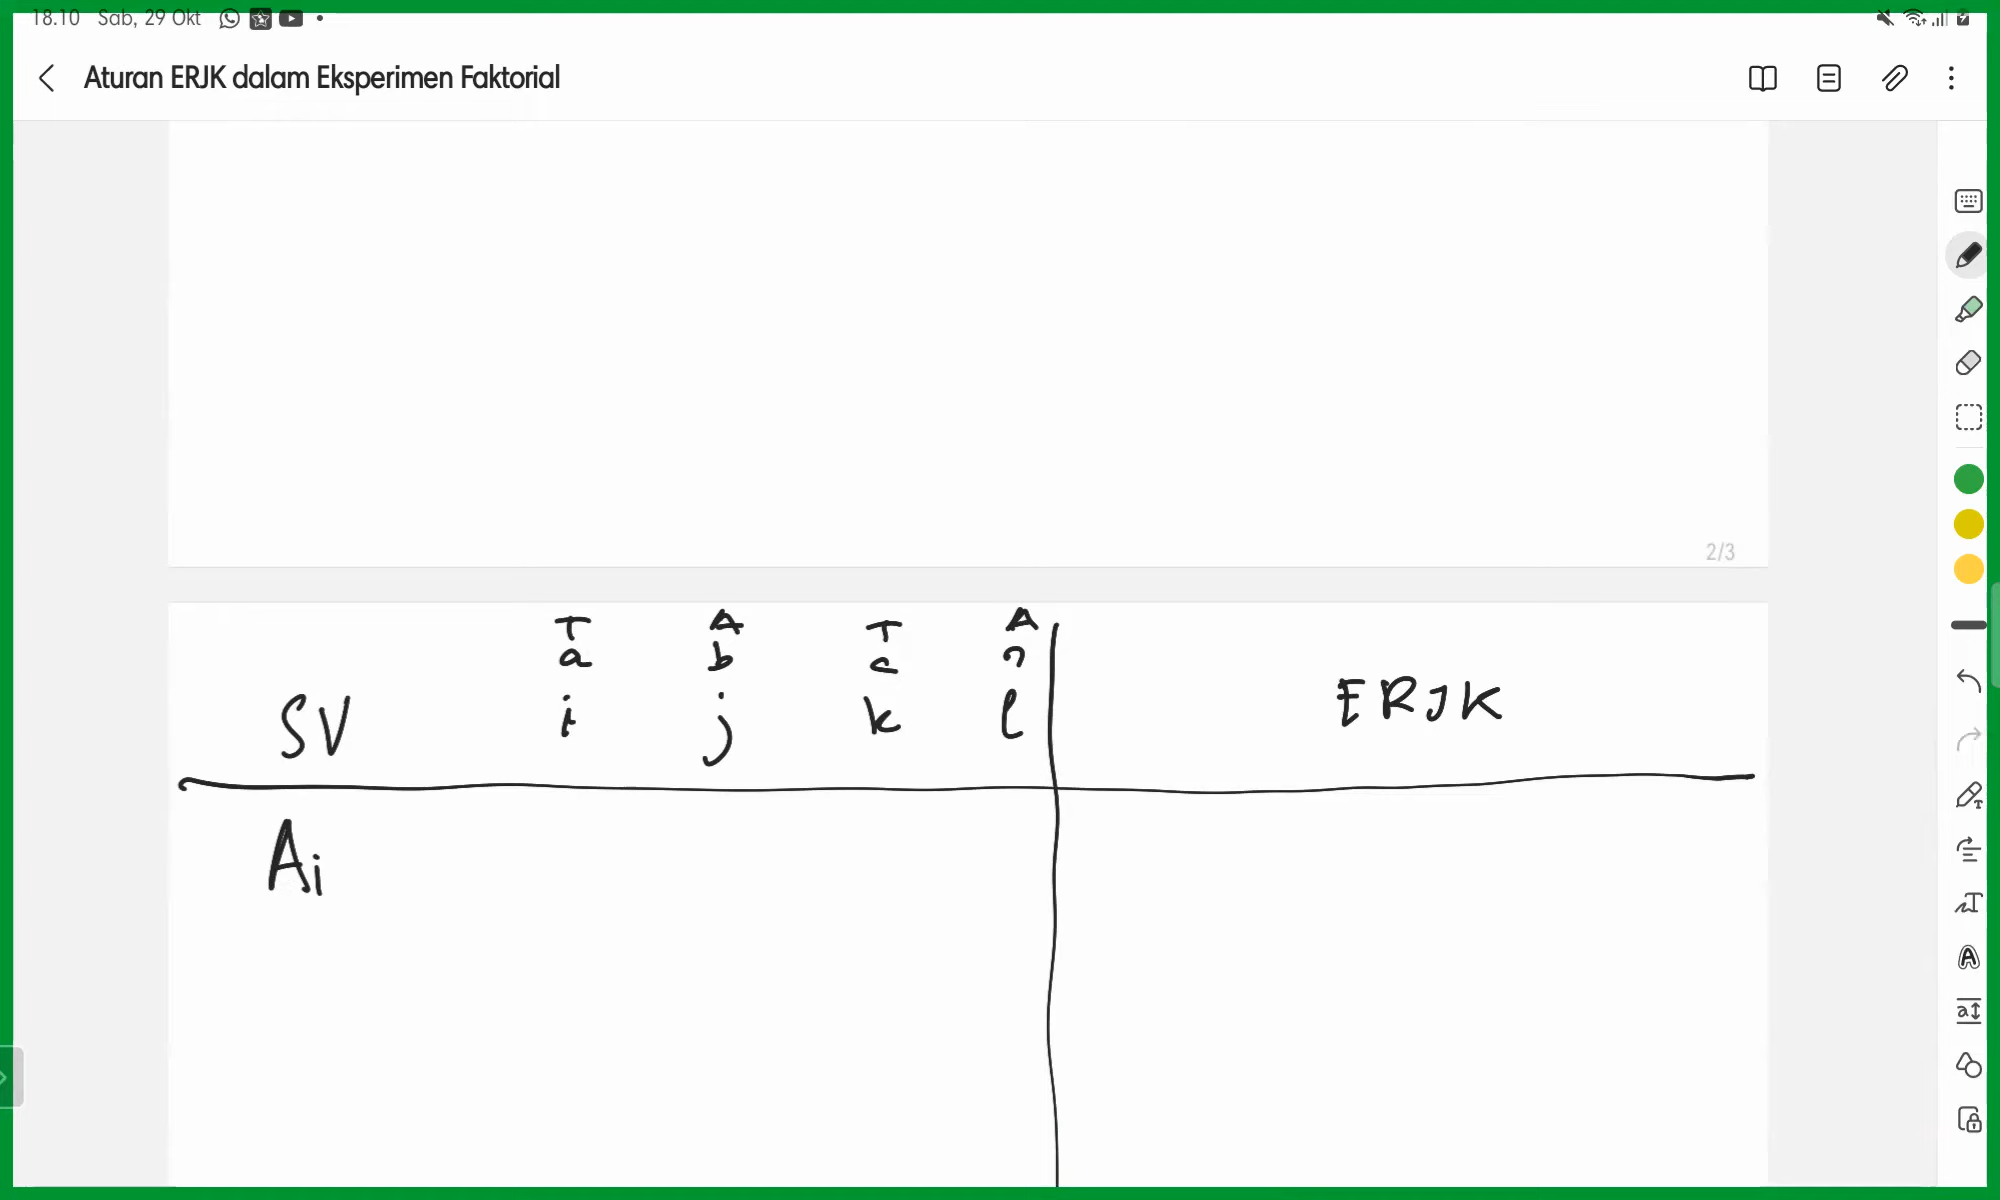 18.10 Sab, 29 Okt
Aturan ERJK dalam Eksperimen Faktorial
2/3
T A T A
a b c n
SV i j k l ERJK
Ai